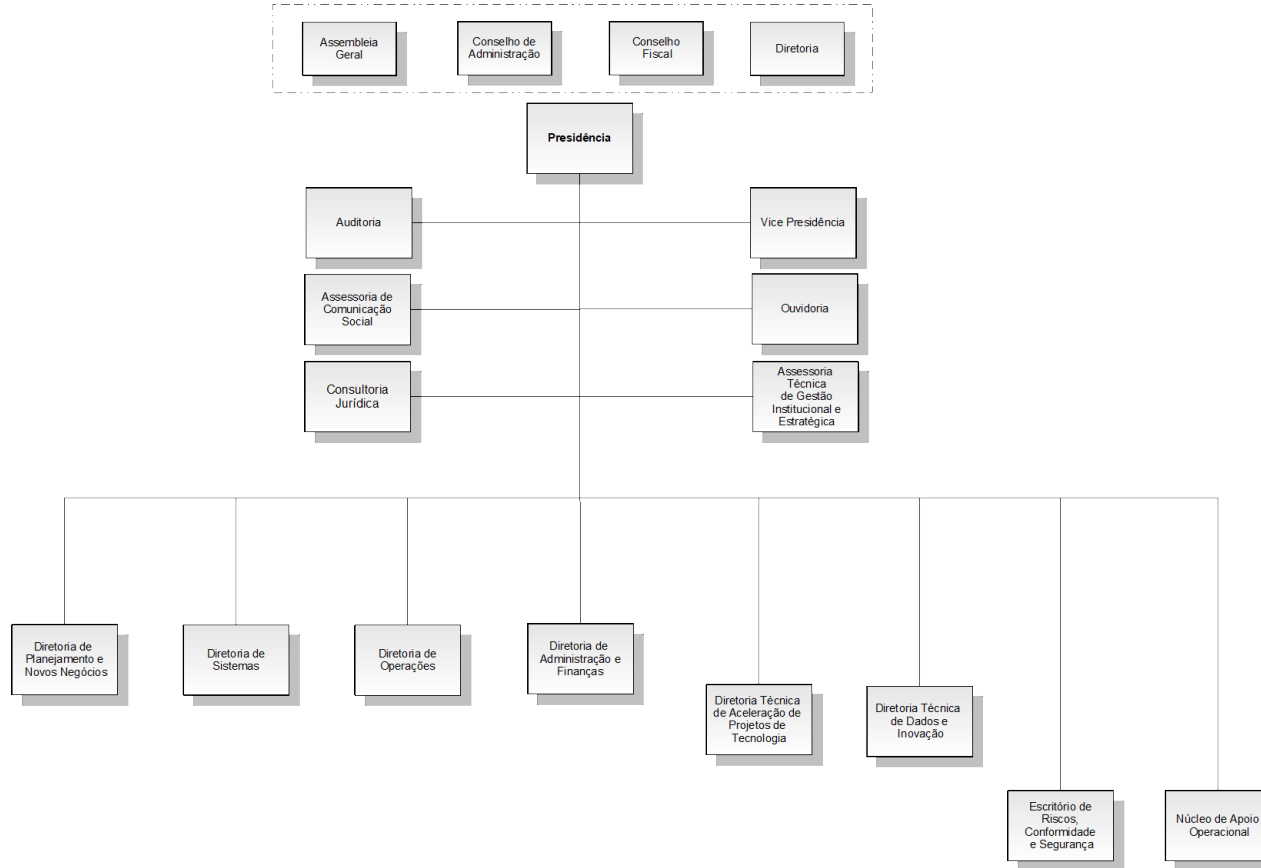 Assembleia
Geral
Conselho de
Administração
Conselho
Fiscal
Diretoria
Presidência
Auditoria
Vice Presidência
Assessoria de
Comunicação
Social
Ouvidoria
Consultoria
Jurídica
Assessoria
Técnica
de Gestão
Institucional e
Estratégica
Diretoria de
Planejamento e
Novos Negócios
Diretoria de
Sistemas
Diretoria de
Operações
Diretoria de
Administração e
Finanças
Diretoria Técnica
de Aceleração de
Projetos de
Tecnologia
Diretoria Técnica
de Dados e
Inovação
Escritório de
Riscos,
Conformidade
e Segurança
Núcleo de Apoio
Operacional